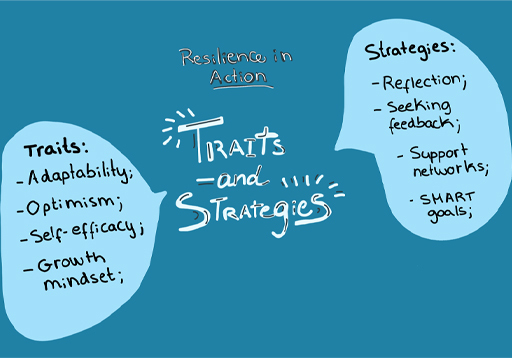 Resilience in
Action
TRAITS
and
STRATEGIES
Traits:
- Adaptability;
- Optimism;
- Self-efficacy;
- Growth
mindset;
Strategies:
- Reflection;
- Seeking
feedback;
- Support
networks;
- SMART
goals;